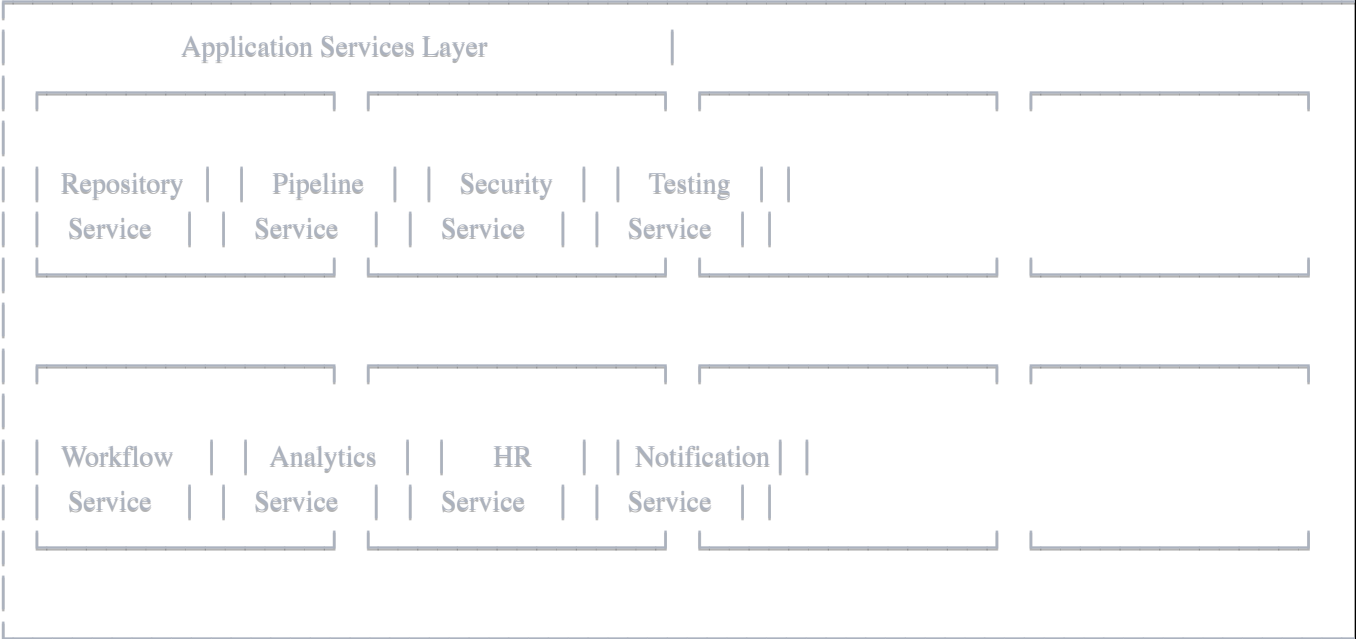 Application Services Layer
Repository Pipeline Security Testing
Service Service Service Service
Workflow Analytics HR Notification
Service Service Service Service